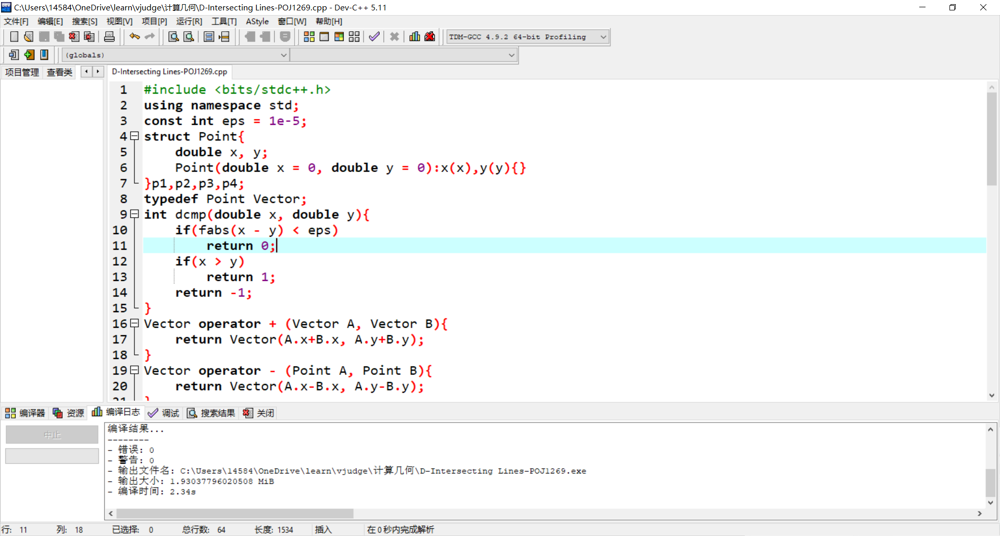 C:\Users\14584\OneDrive\learn\vjudge\计算几何\D-Intersecting Lines-POJ1269.cpp - Dev-C++ 5.11
文件[F] 编辑[E] 搜索[S] 视图[V] 项目[P] 运行[R] 工具[T] AStyle 窗口[W] 帮助[H]
TDM-GCC 4.9.2 64-bit Profiling
(globals)
项目管理 查看类 D-Intersecting Lines-POJ1269.cpp
1 #include <bits/stdc++.h>
2 using namespace std;
3 const int eps = 1e-5;
4 struct Point{
5 double x, y;
6 Point(double x = 0, double y = 0):x(x),y(y){}
7 }p1,p2,p3,p4;
8 typedef Point Vector;
9 int dcmp(double x, double y){
10 if(fabs(x - y) < eps)
11 return 0;
12 if(x > y)
13 return 1;
14 return -1;
15 }
16 Vector operator + (Vector A, Vector B){
17 return Vector(A.x+B.x, A.y+B.y);
18 }
19 Vector operator - (Point A, Point B){
20 return Vector(A.x-B.x, A.y-B.y);
21 }
编译器 资源 编译日志 调试 搜索结果 关闭
中止
编译结果...
--------
- 错误: 0
- 警告: 0
- 输出文件名: C:\Users\14584\OneDrive\learn\vjudge\计算几何\D-Intersecting Lines-POJ1269.exe
- 输出大小: 1.93037796020508 MiB
- 编译时间: 2.34s
行: 11 列: 18 已选择: 0 总行数: 64 长度: 1534 插入 在 0 秒内完成解析